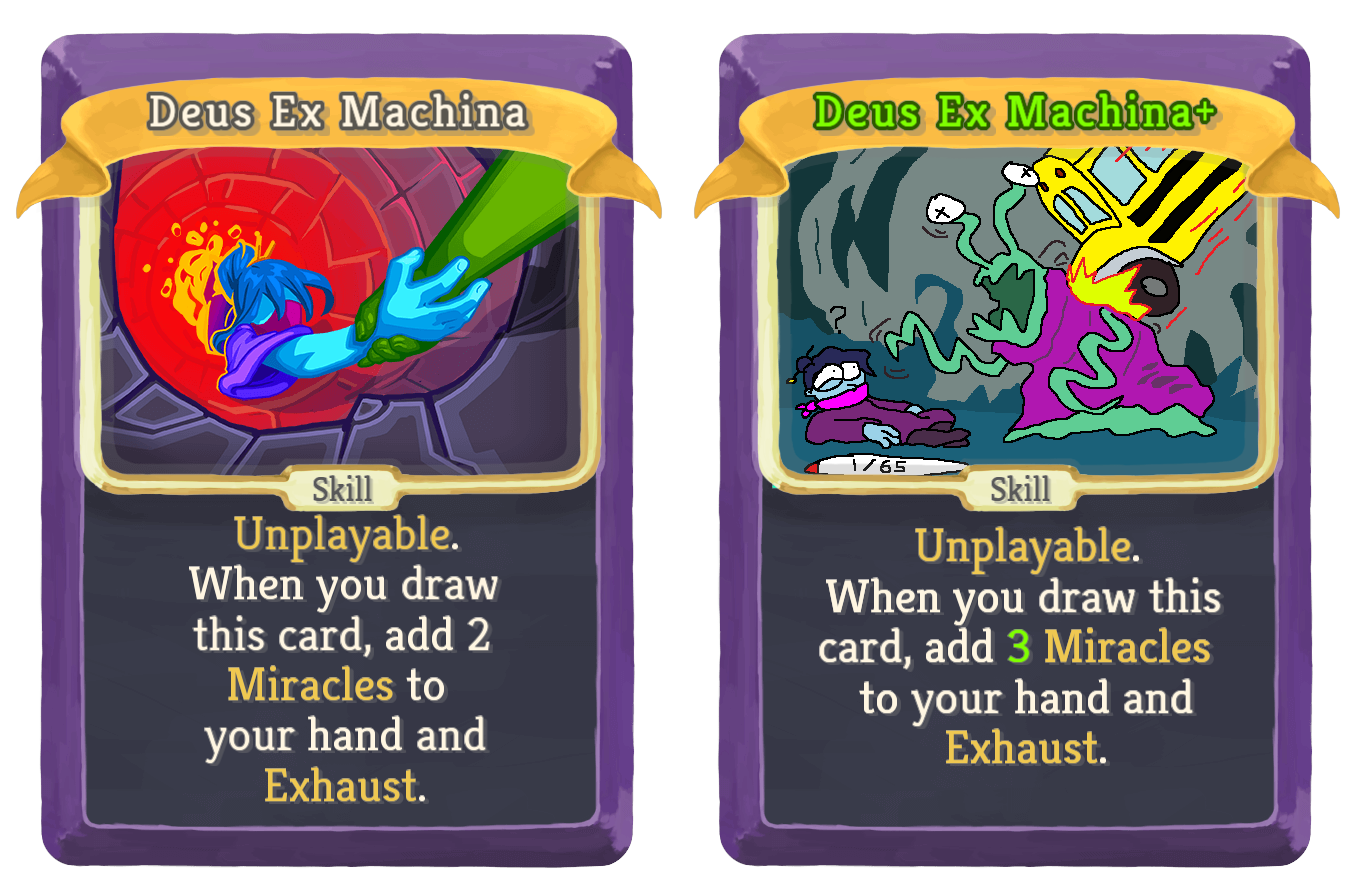 Deus Ex Machina
Skill
Unplayable.
When you draw
this card, add 2
Miracles to
your hand and
Exhaust.
Deus Ex Machina+
?
x
x
1/65
Skill
Unplayable.
When you draw this
card, add 3 Miracles
to your hand and
Exhaust.